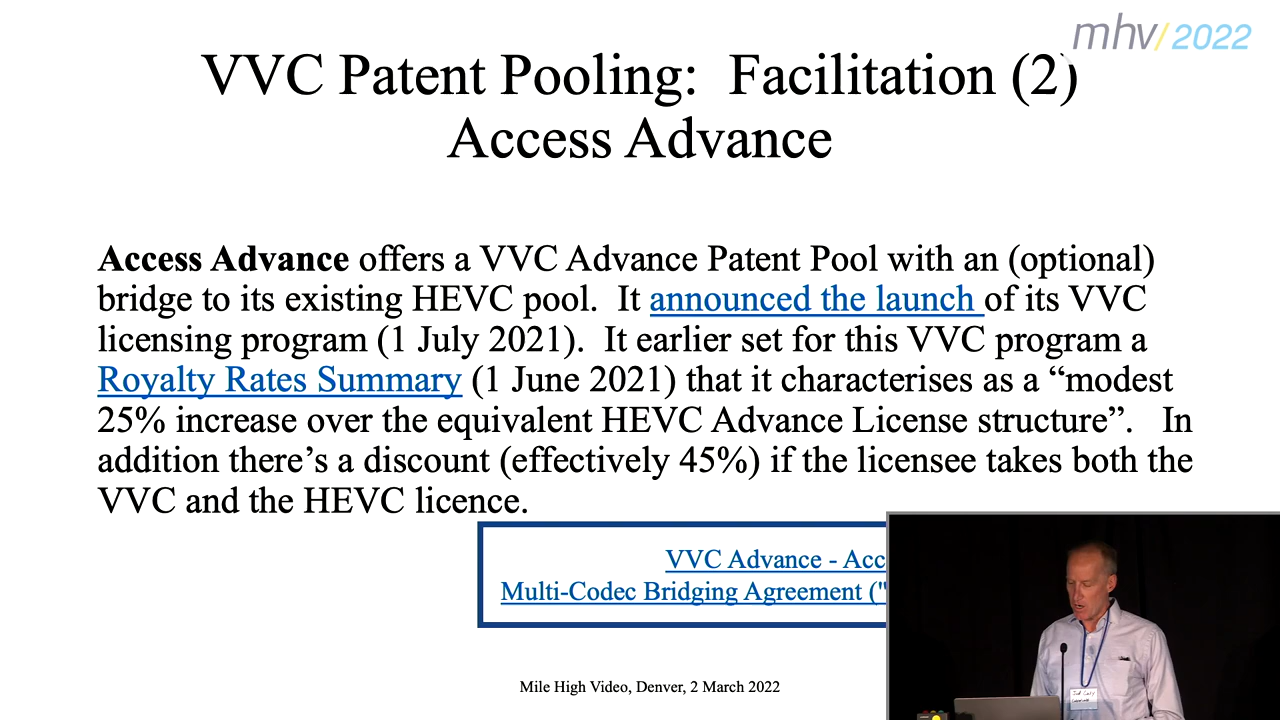 mhv/2022
VVC Patent Pooling: Facilitation (2)
Access Advance
Access Advance offers a VVC Advance Patent Pool with an (optional)
bridge to its existing HEVC pool. It announced the launch of its VVC
licensing program (1 July 2021). It earlier set for this VVC program a
Royalty Rates Summary (1 June 2021) that it characterises as a “modest
25% increase over the equivalent HEVC Advance License structure”. In
addition there’s a discount (effectively 45%) if the licensee takes both the
VVC and the HEVC licence.
VVC Advance - Acc
Multi-Codec Bridging Agreement ("
Mile High Video, Denver, 2 March 2022